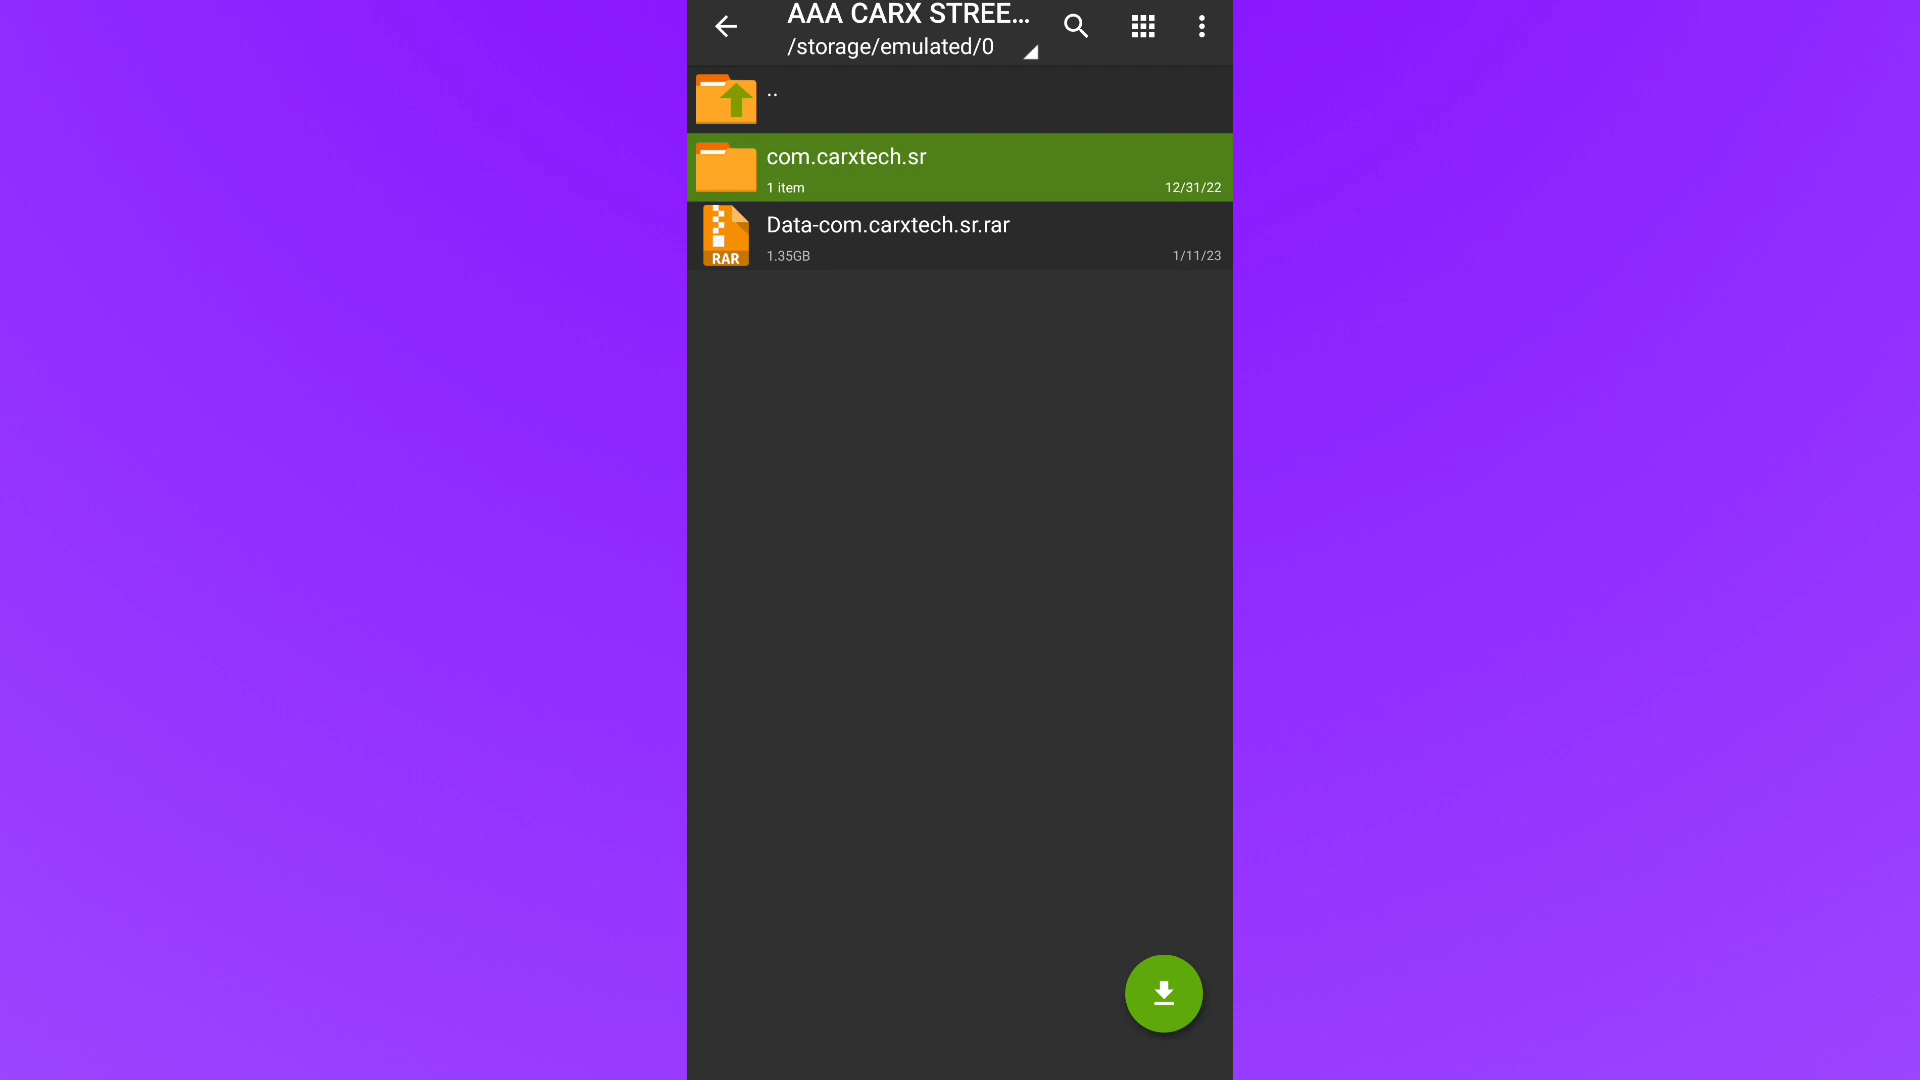 AAA CARX STREE...
/storage/emulated/0
..
com.carxtech.sr
1 item
12/31/22
Data-com.carxtech.sr.rar
RAR
1.35GB
1/11/23